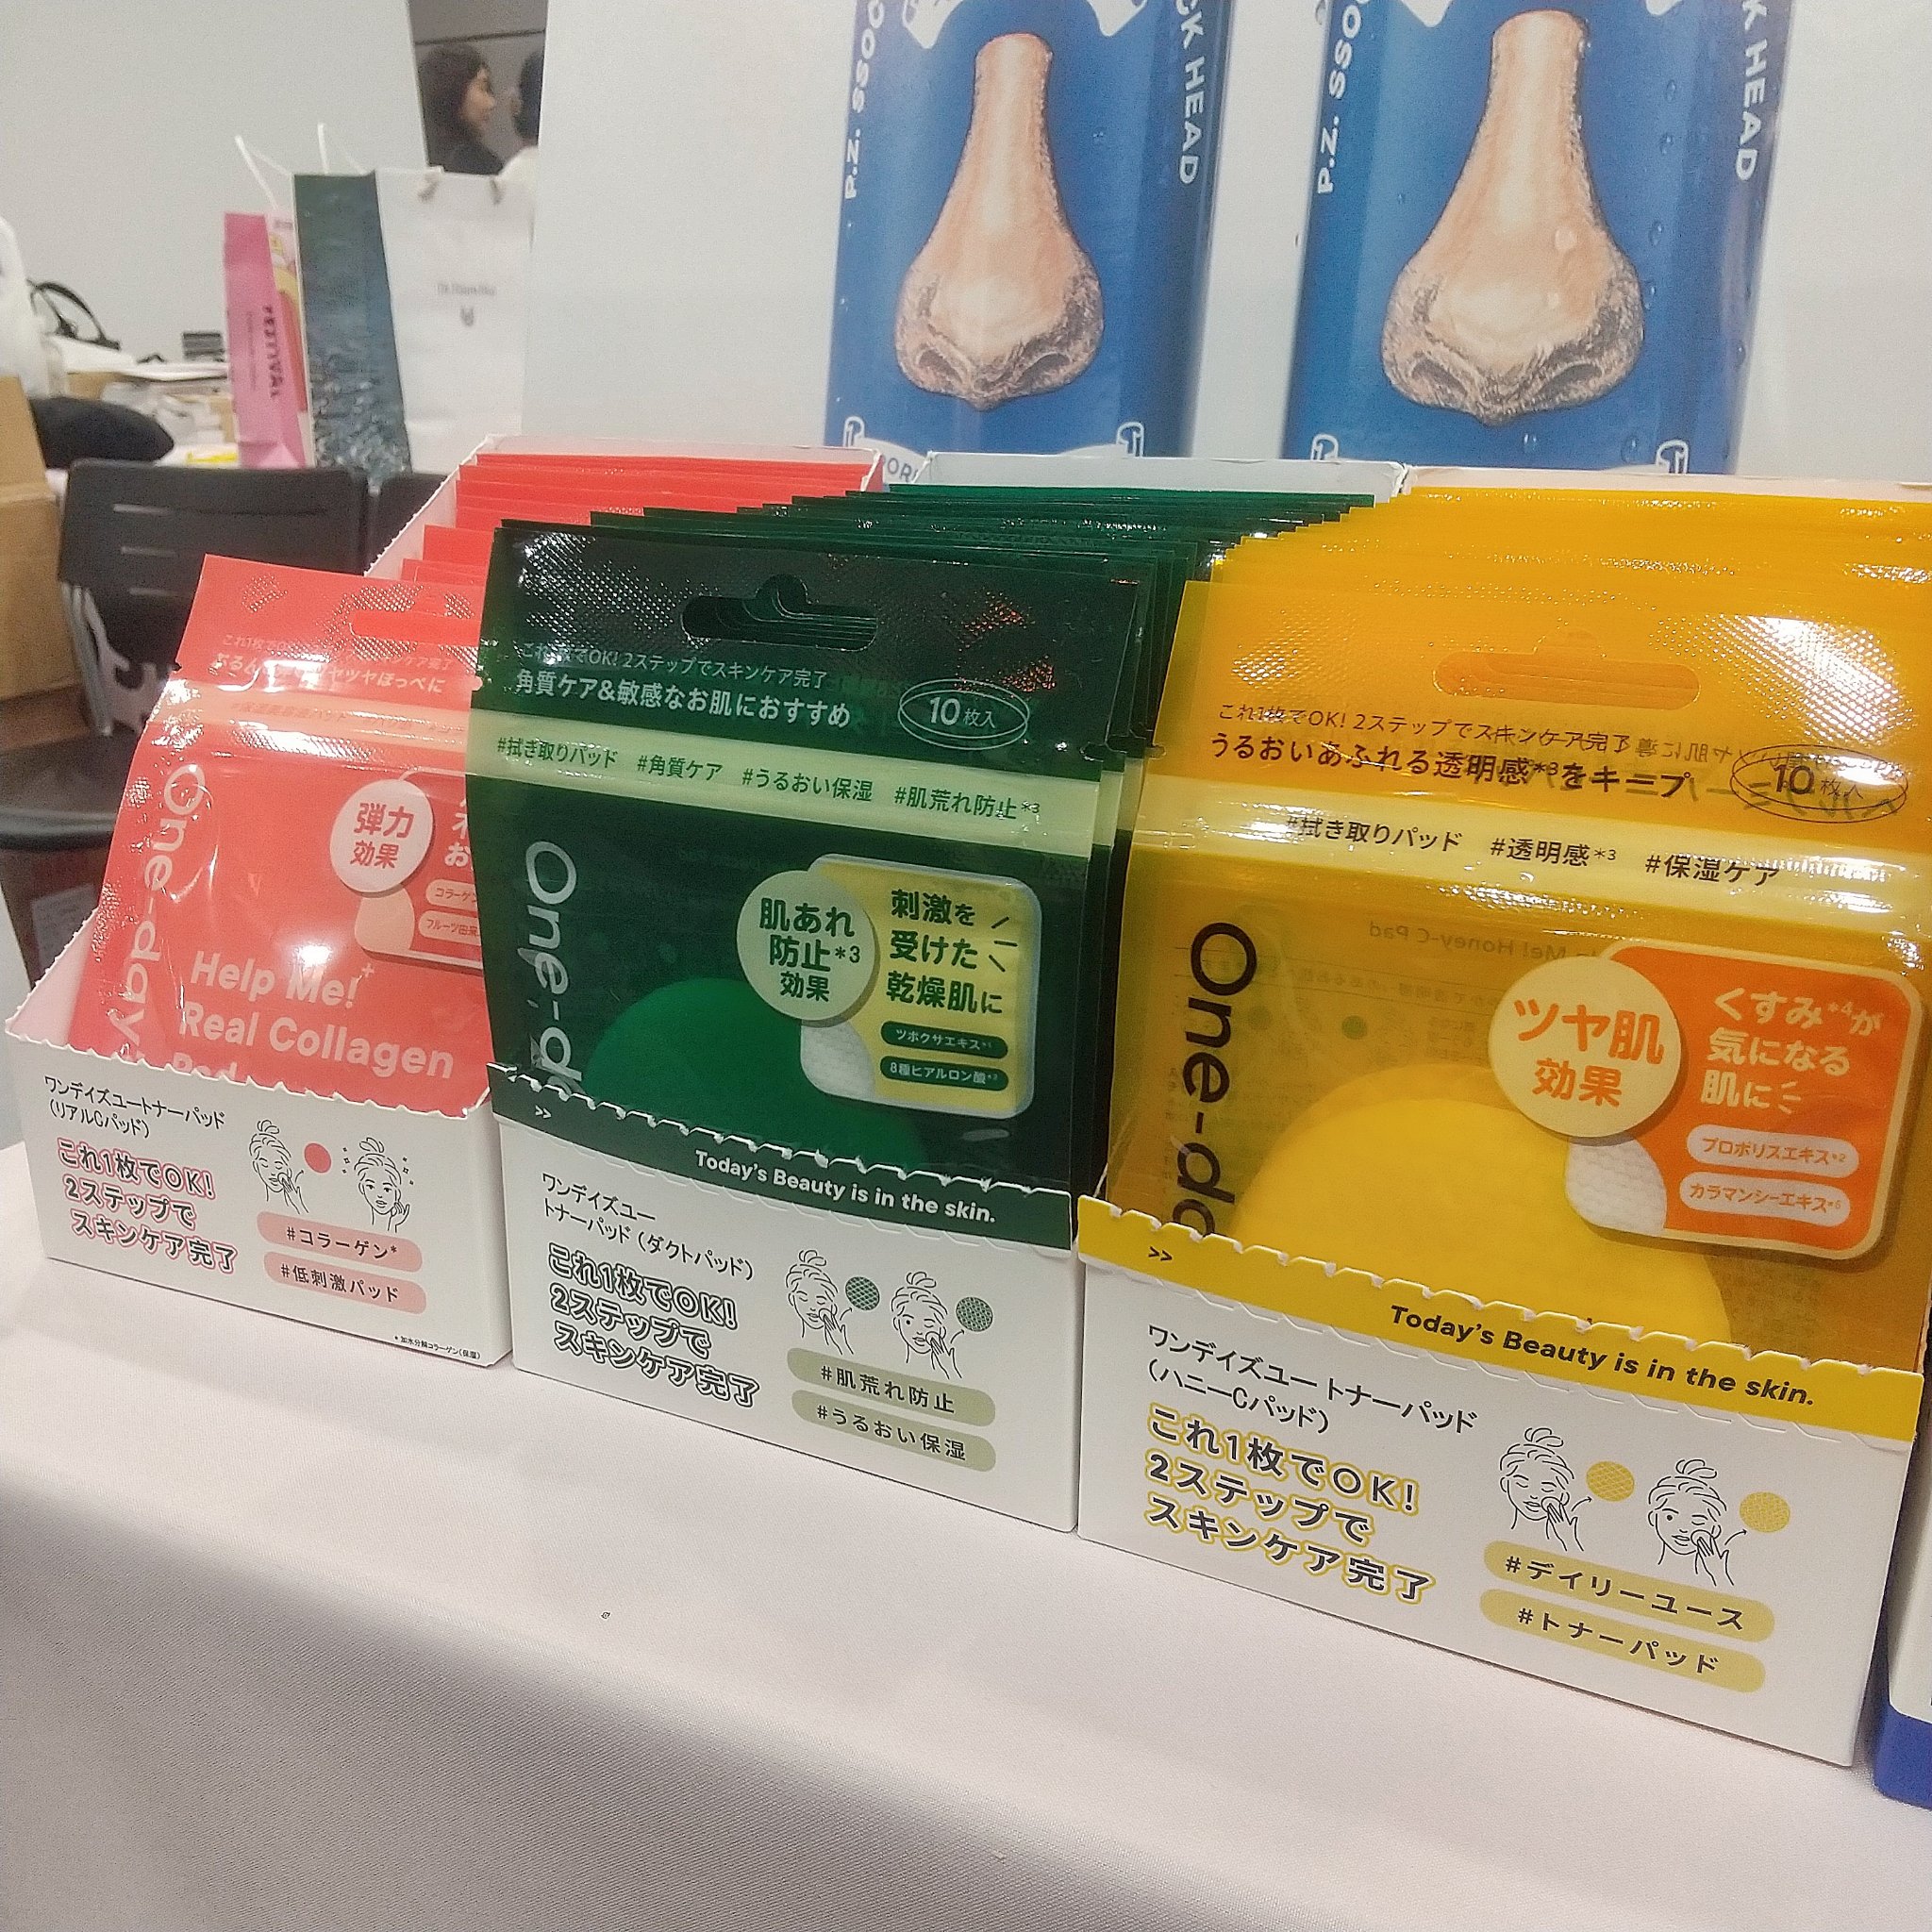 P.Z. SSOC
CK HEAD
P.Z. SSOC
K HEAD
One-day
弾力
効果
Help Me!
Real Collagen
Pad
ワンデイズユートナーパッド
(リアルCパッド)
これ1枚でOK!
2ステップで
スキンケア完了
#コラーゲン*
#低刺激パッド
*加水分解コラーゲン(保湿)
これ1枚でOK! 2ステップでスキンケア完了
角質ケア&敏感なお肌におすすめ
10枚入
#拭き取りパッド #角質ケア #うるおい保湿 #肌荒れ防止*3
One-d
肌あれ
防止*3
効果
刺激を
受けた
乾燥肌に
ツボクサエキス*1
8種ヒアルロン酸*2
>>
Today's Beauty is in the skin.
ワンデイズユー
トナーパッド (ダクトパッド)
これ1枚でOK!
2ステップで
スキンケア完了
#肌荒れ防止
#うるおい保湿
これ1枚でOK! 2ステップでスキンケア完了
うるおいあふれる透明感*3をキープ
10枚入
#拭き取りパッド #透明感*3 #保湿ケア
One-da
ツヤ肌
効果
くすみ*4が
気になる
肌に
プロポリスエキス*2
カラマンシーエキス*6
>>
Today's Beauty is in the skin.
ワンデイズユートナーパッド
(ハニーCパッド)
これ1枚でOK!
2ステップで
スキンケア完了
#デイリーユース
#トナーパッド